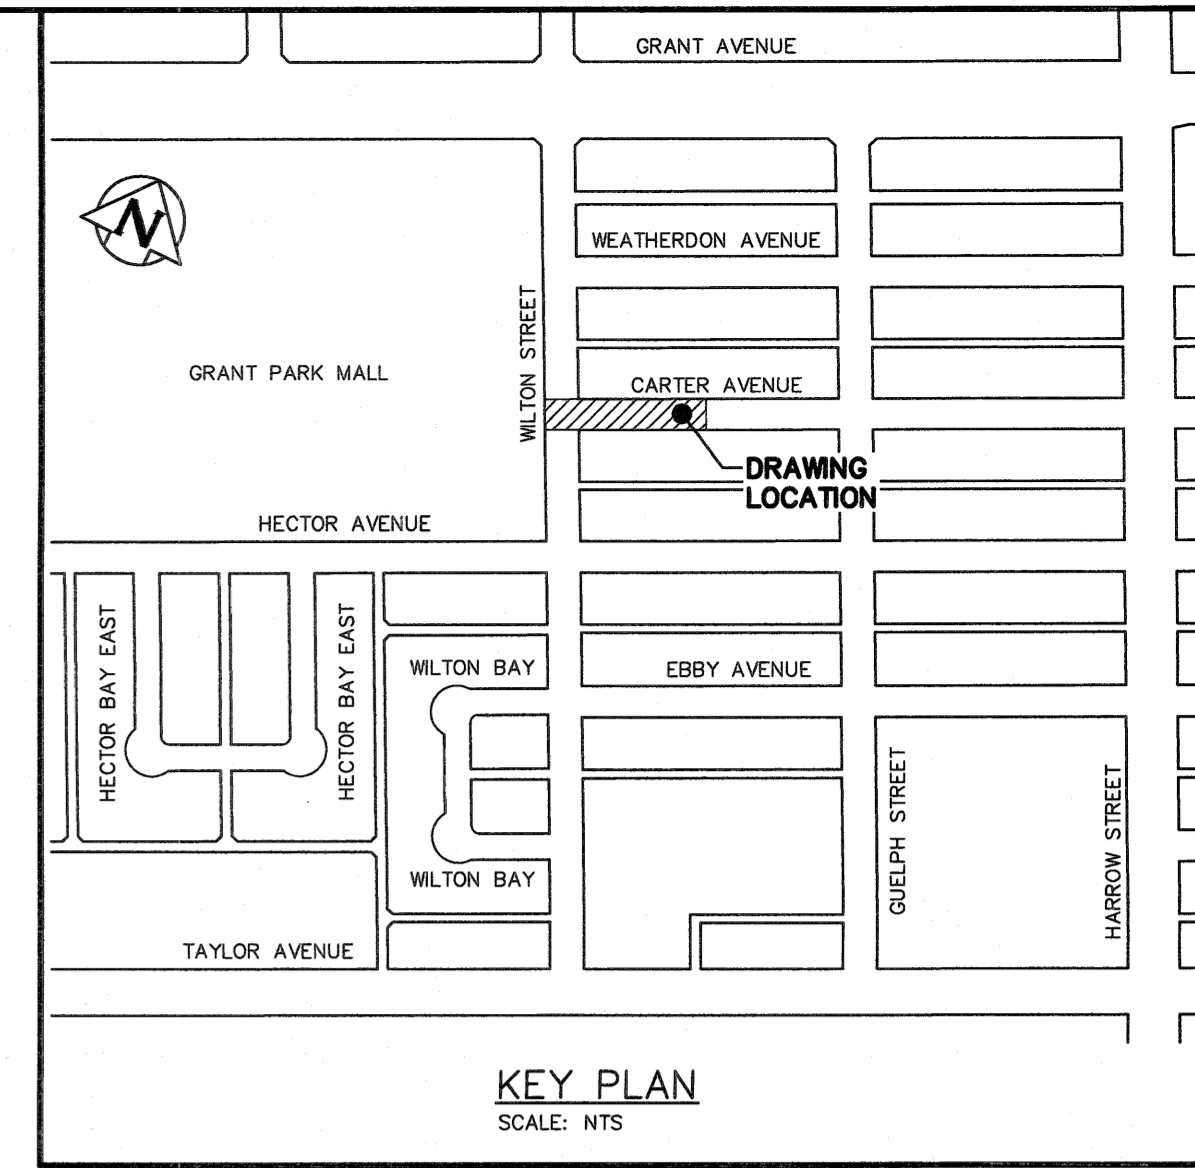 GRANT AVENUE
N
WEATHERDON AVENUE
WILTON STREET
GRANT PARK MALL
CARTER AVENUE
DRAWING
LOCATION
HECTOR AVENUE
HECTOR BAY EAST
HECTOR BAY EAST
WILTON BAY
EBBY AVENUE
GUELPH STREET
HARROW STREET
WILTON BAY
TAYLOR AVENUE
KEY PLAN
SCALE: NTS